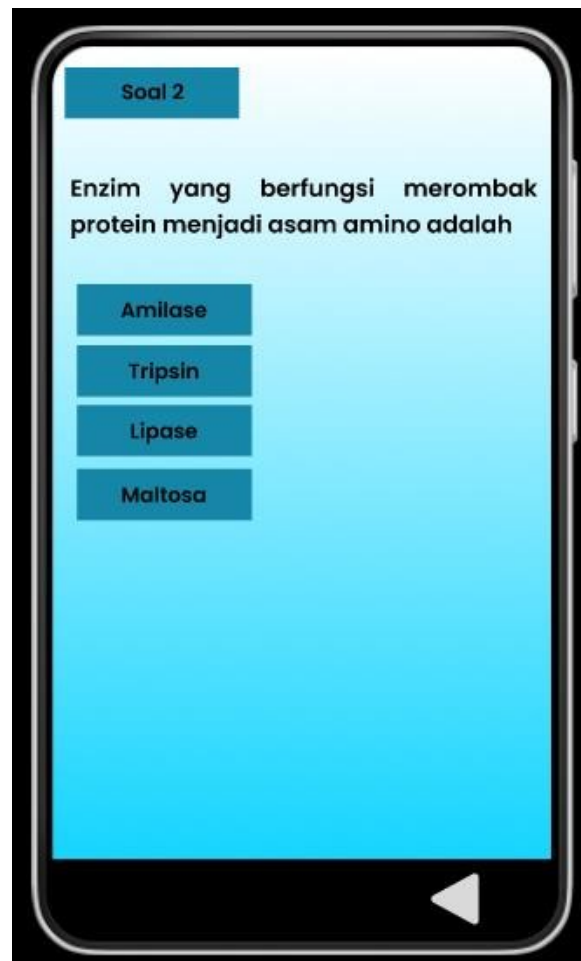 Soal 2
Enzim yang berfungsi merombak
protein menjadi asam amino adalah
Amilase
Tripsin
Lipase
Maltosa